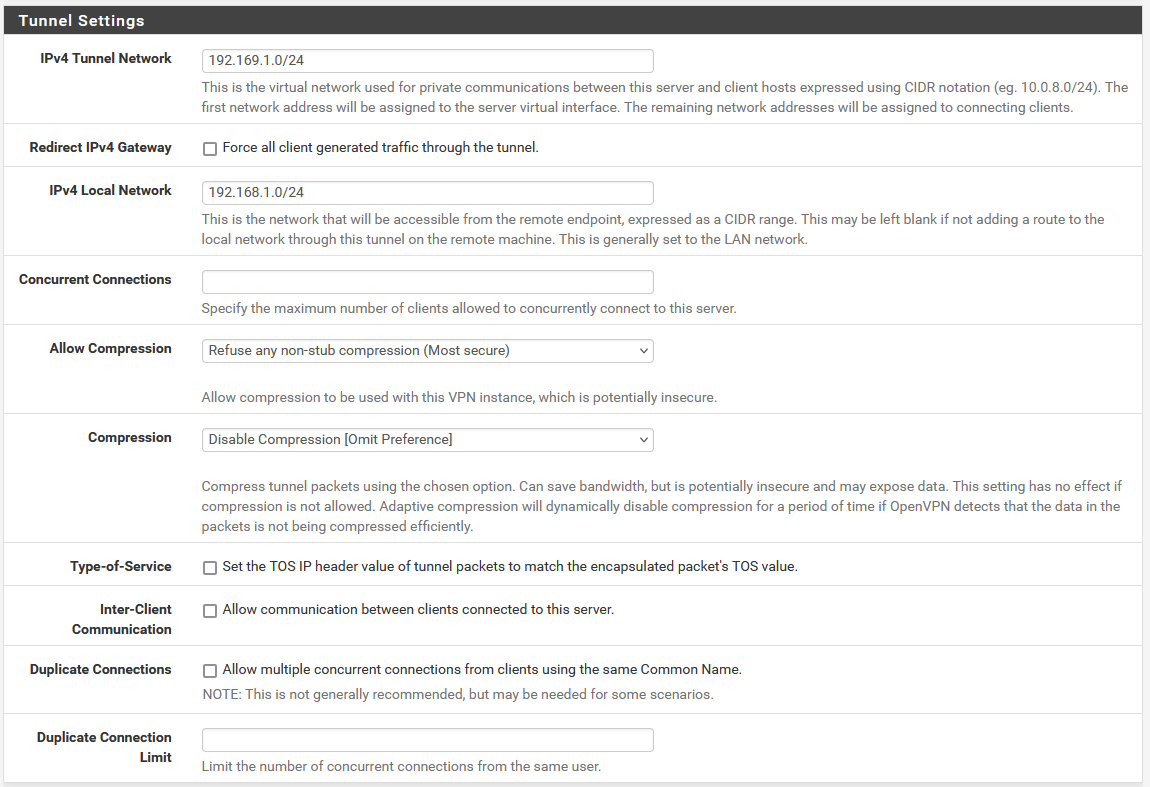 Tunnel Settings
IPv4 Tunnel Network
192.169.1.0/24
This is the virtual network used for private communications between this server and client hosts expressed using CIDR notation (eg. 10.0.8.0/24). The
first network address will be assigned to the server virtual interface. The remaining network addresses will be assigned to connecting clients.
Redirect IPv4 Gateway
Force all client generated traffic through the tunnel.
IPv4 Local Network
192.168.1.0/24
This is the network that will be accessible from the remote endpoint, expressed as a CIDR range. This may be left blank if not adding a route to the
local network through this tunnel on the remote machine. This is generally set to the LAN network.
Concurrent Connections
Specify the maximum number of clients allowed to concurrently connect to this server.
Allow Compression
Refuse any non-stub compression (Most secure)
Allow compression to be used with this VPN instance, which is potentially insecure.
Compression
Disable Compression [Omit Preference]
Compress tunnel packets using the chosen option. Can save bandwidth, but is potentially insecure and may expose data. This setting has no effect if
compression is not allowed. Adaptive compression will dynamically disable compression for a period of time if OpenVPN detects that the data in the
packets is not being compressed efficiently.
Type-of-Service
Set the TOS IP header value of tunnel packets to match the encapsulated packet's TOS value.
Inter-Client
Communication
Allow communication between clients connected to this server.
Duplicate Connections
Allow multiple concurrent connections from clients using the same Common Name.
NOTE: This is not generally recommended, but may be needed for some scenarios.
Duplicate Connection
Limit
Limit the number of concurrent connections from the same user.